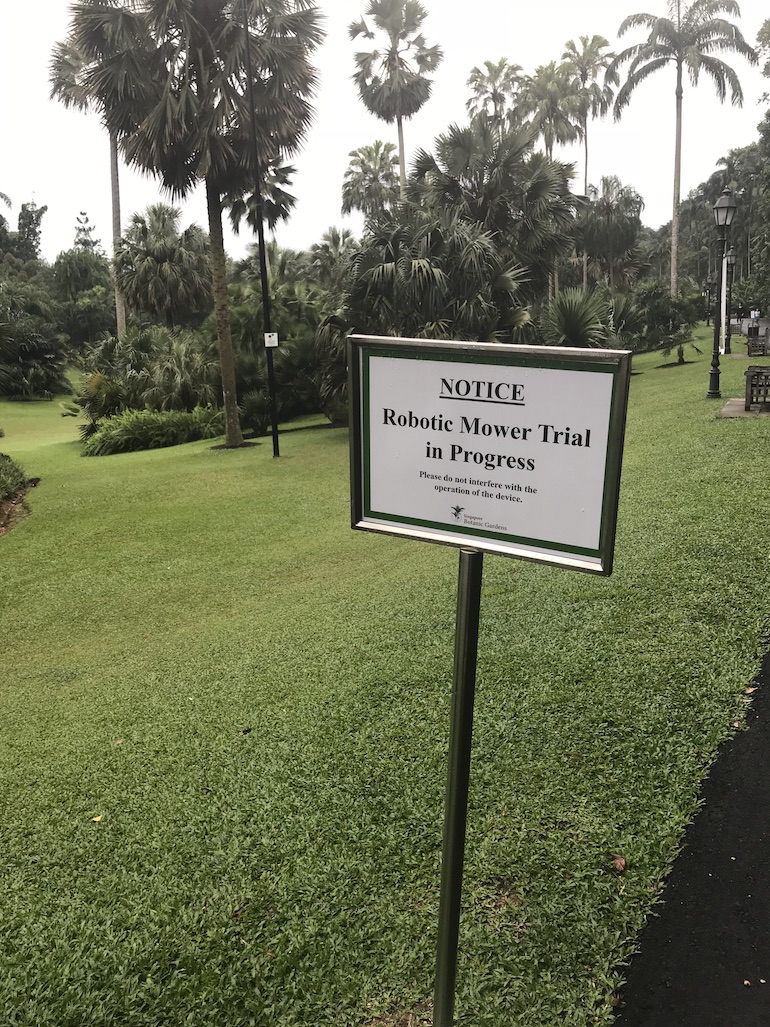 NOTICE
Robotic Mower Trial
in Progress
Please do not interfere with the
operation of the device.
Singapore
Botanic Gardens